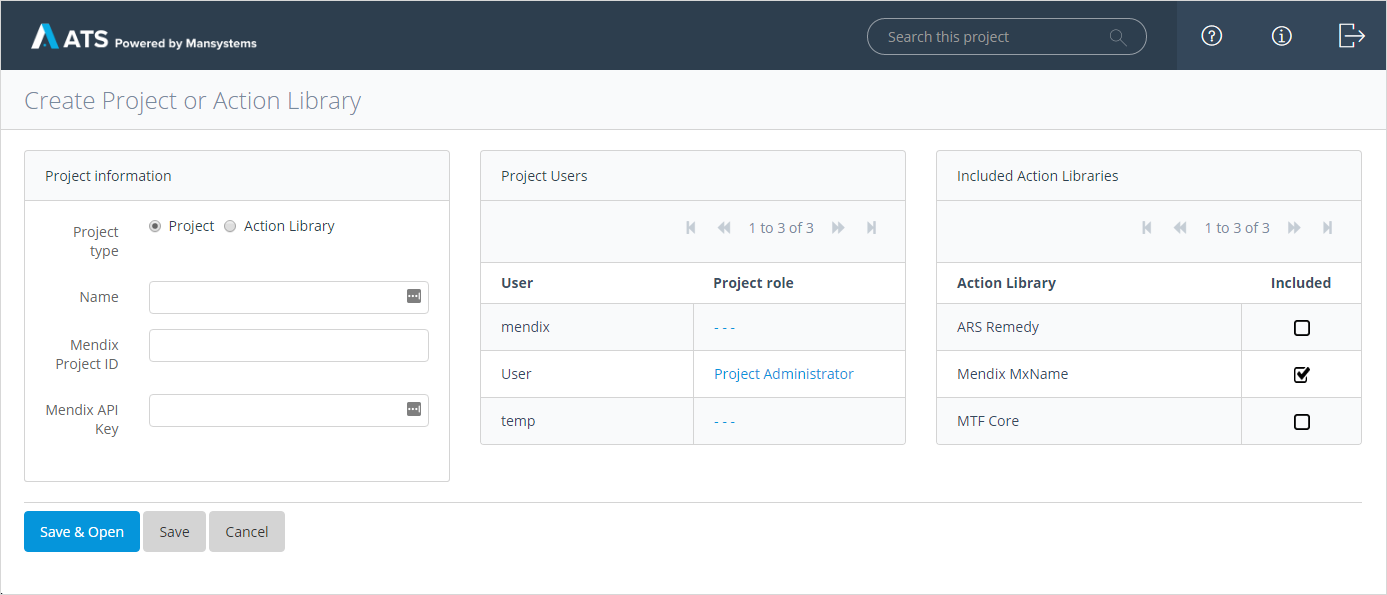 ATS Powered by Mansystems
Search this project
Create Project or Action Library
Project information
Project
type
Project
Action Library
Name
Mendix
Project ID
Mendix API
Key
Project Users
1 to 3 of 3
User
Project role
mendix
- - -
User
Project Administrator
temp
- - -
Included Action Libraries
1 to 3 of 3
Action Library
Included
ARS Remedy
Mendix MxName
MTF Core
Save & Open
Save
Cancel